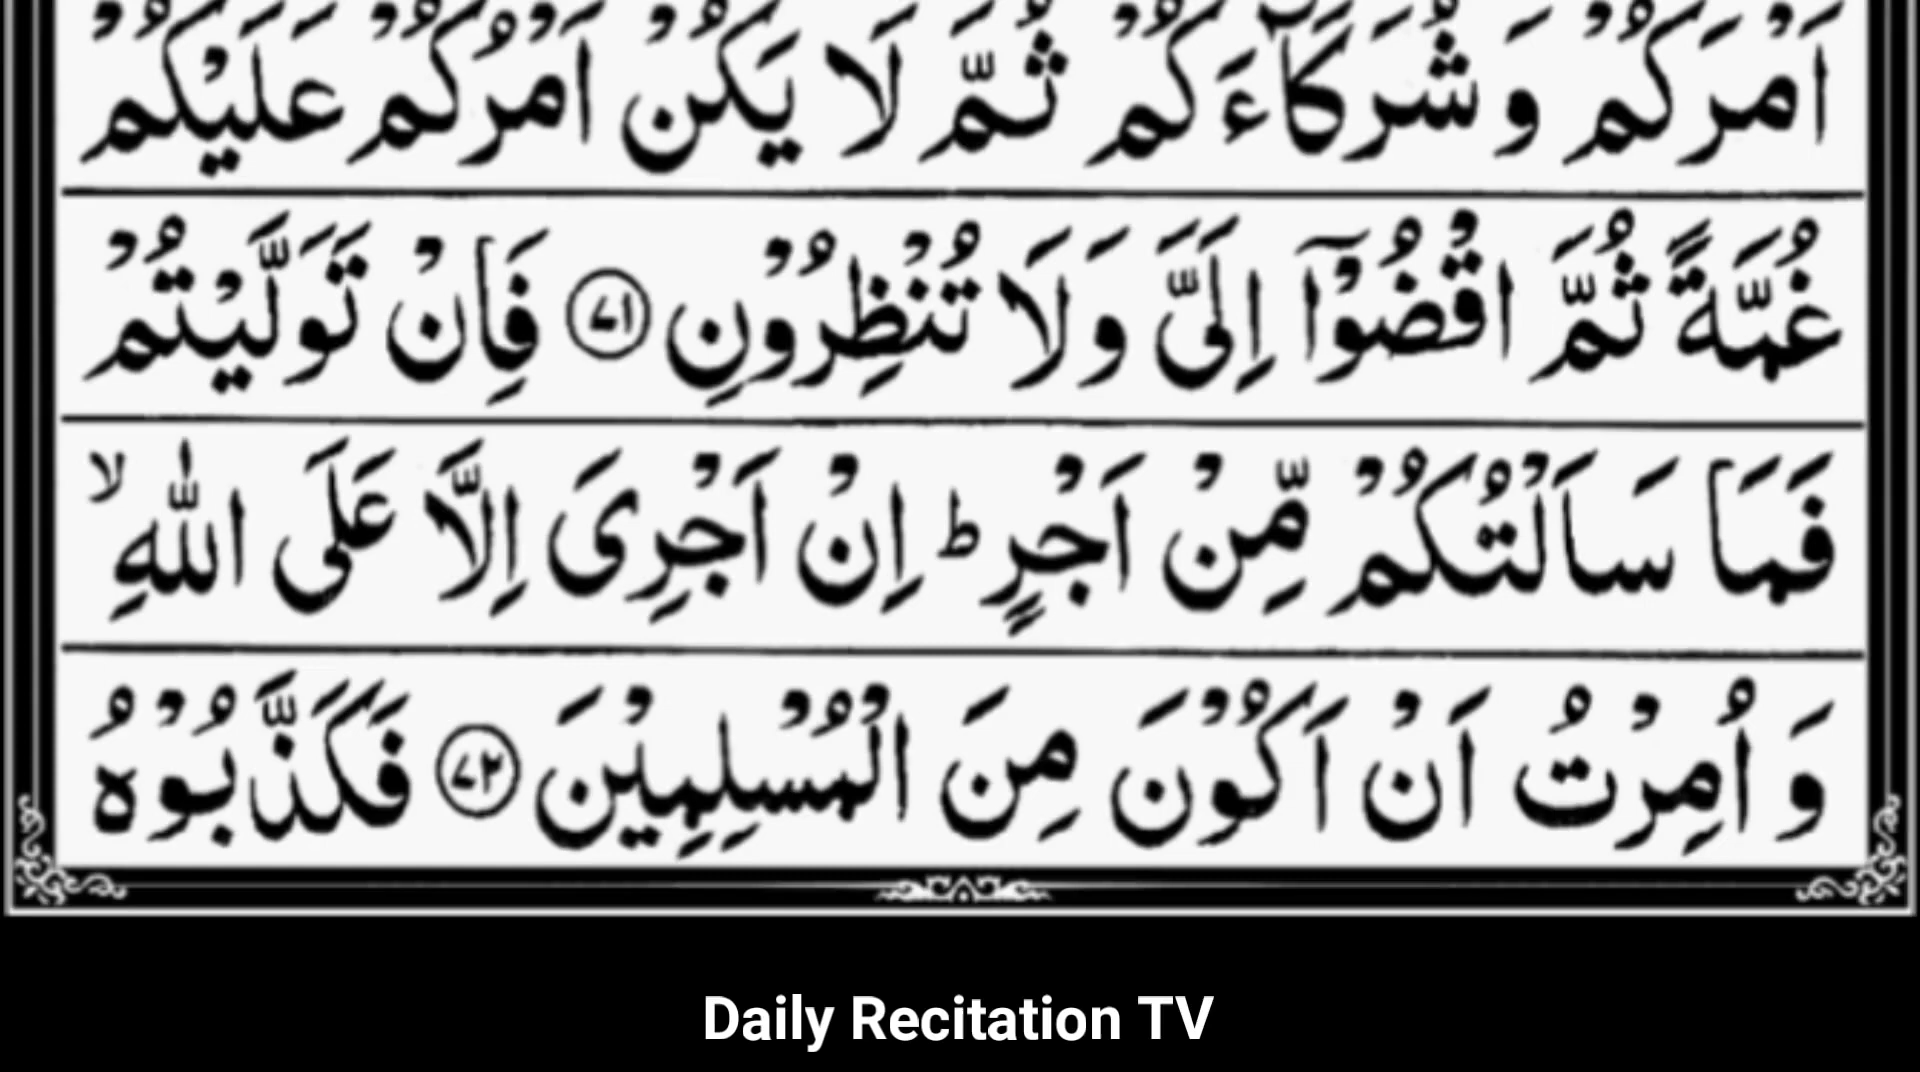 اَمْرَكُمْ وَ شُرَكَآءَكُمْ ثُمَّ لَا يَكُنْ اَمْرُكُمْ عَلَيْكُمْ
غُمَّةً ثُمَّ اقْضُوْۤا اِلَىَّ وَلَا تُنْظِرُوْنِ ﴿۷۱﴾ فَاِنْ تَوَلَّيْتُمْ
فَمَا سَاَلْتُكُمْ مِّنْ اَجْرٍ ؕ اِنْ اَجْرِىَ اِلَّا عَلَى اللّٰهِ ۙ
وَ اُمِرْتُ اَنْ اَكُوْنَ مِنَ الْمُسْلِمِيْنَ ﴿۷۲﴾ فَكَذَّبُوْهُ
Daily Recitation TV